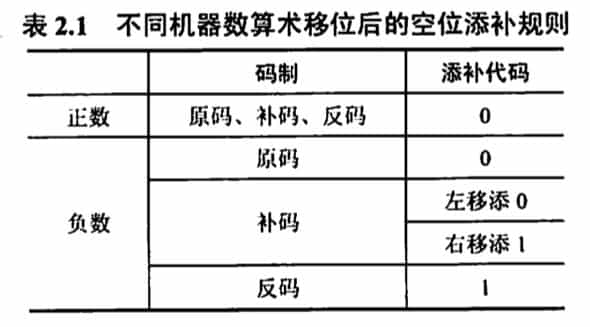 表 2.1 不同机器数算术移位后的空位添补规则
码制 添补代码
正数 原码、补码、反码 0
负数 原码 0
补码 左移添 0
右移添 1
反码 1